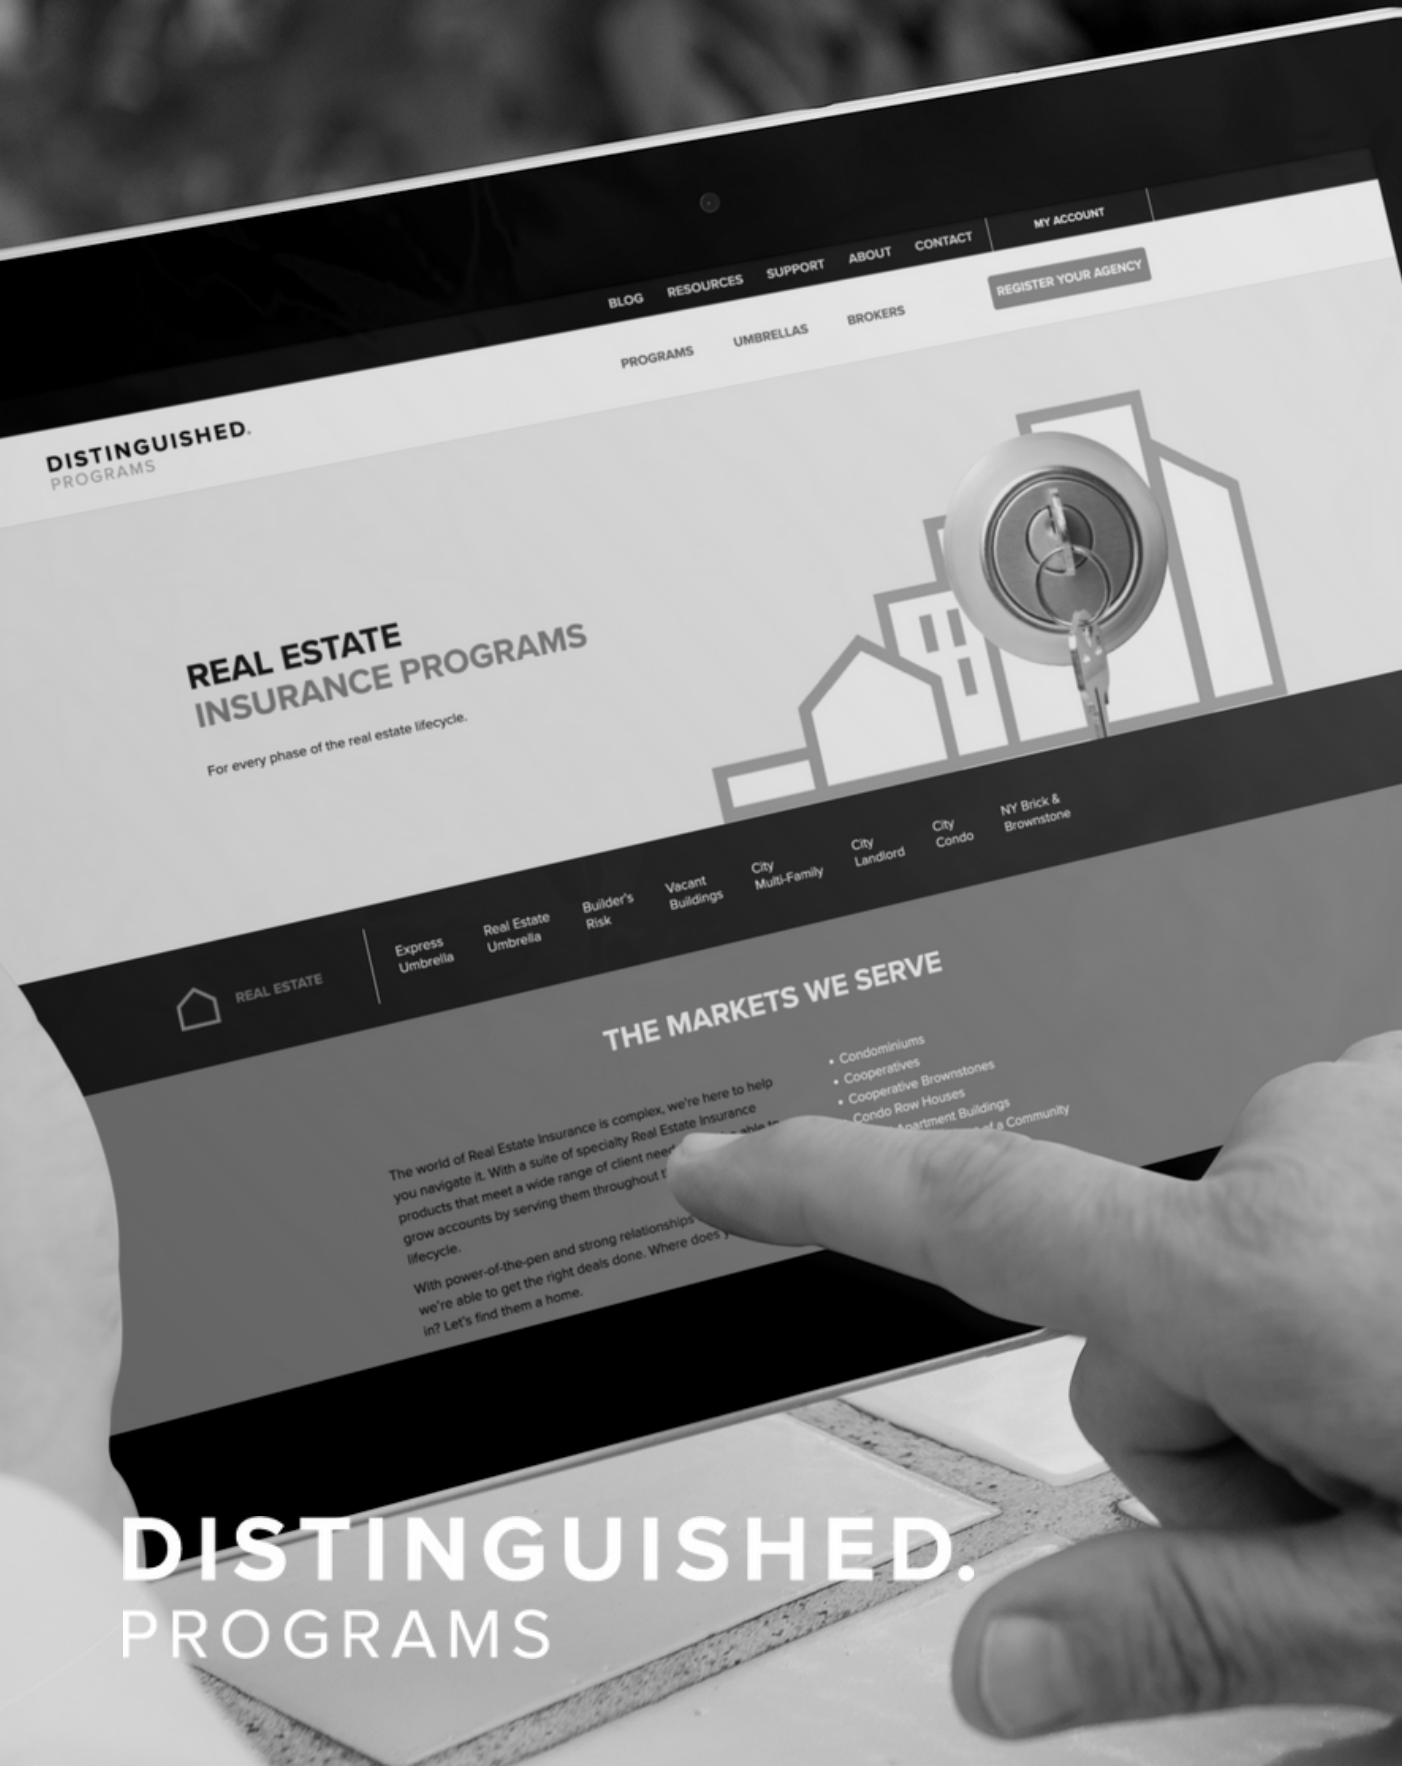 BLOG RESOURCES SUPPORT ABOUT CONTACT MY ACCOUNT
PROGRAMS UMBRELLAS BROKERS REGISTER YOUR AGENCY
DISTINGUISHED.
PROGRAMS
REAL ESTATE
INSURANCE PROGRAMS
For every phase of the real estate lifecycle.
REAL ESTATE
Express
Umbrella
Real Estate
Umbrella
Builder's
Risk
Vacant
Buildings
City
Multi-Family
City
Landlord
City
Condo
NY Brick &
Brownstone
THE MARKETS WE SERVE
The world of Real Estate Insurance is complex, we're here to help
you navigate it. With a suite of specialty Real Estate Insurance
products that meet a wide range of client able to
grow accounts by serving them throughout
lifecycle.
With power-of-the-pen and strong relationships
we're able to get the right deals done. Where does
in? Let's find them a home.
• Condominiums
• Cooperatives
• Cooperative Brownstones
Condo Row Houses
Apartment Buildings
of a Community
DISTINGUISHED.
PROGRAMS